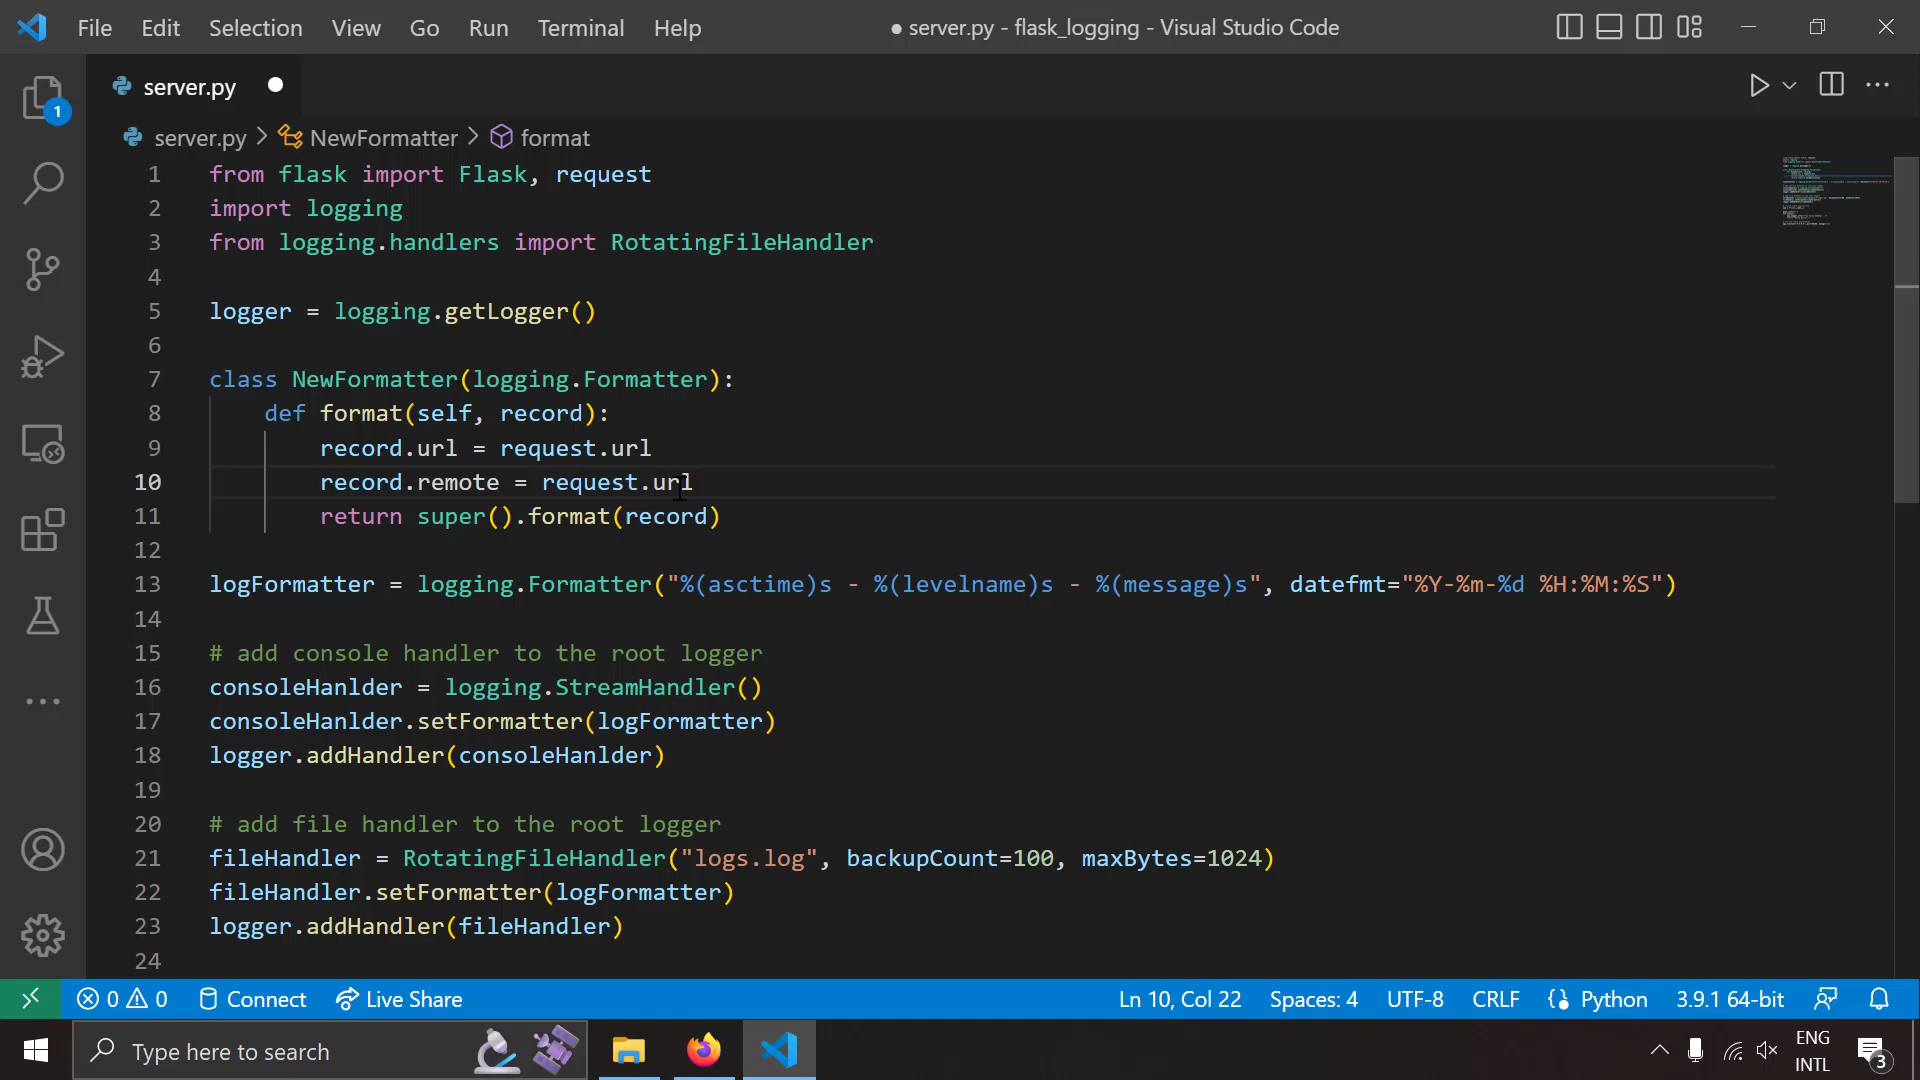 File Edit Selection View Go Run Terminal Help ● server.py - flask_logging - Visual Studio Code
1
server.py
server.py > NewFormatter > format
1 from flask import Flask, request
2 import logging
3 from logging.handlers import RotatingFileHandler
4
5 logger = logging.getLogger()
6
7 class NewFormatter(logging.Formatter):
8 def format(self, record):
9 record.url = request.url
10 record.remote = request.url
11 return super().format(record)
12
13 logFormatter = logging.Formatter("%(asctime)s - %(levelname)s - %(message)s", datefmt="%Y-%m-%d %H:%M:%S")
14
15 # add console handler to the root logger
16 consoleHanlder = logging.StreamHandler()
17 consoleHanlder.setFormatter(logFormatter)
18 logger.addHandler(consoleHanlder)
19
20 # add file handler to the root logger
21 fileHandler = RotatingFileHandler("logs.log", backupCount=100, maxBytes=1024)
22 fileHandler.setFormatter(logFormatter)
23 logger.addHandler(fileHandler)
24
0 0 Connect Live Share Ln 10, Col 22 Spaces: 4 UTF-8 CRLF Python 3.9.1 64-bit
Type here to search
ENG
INTL
3